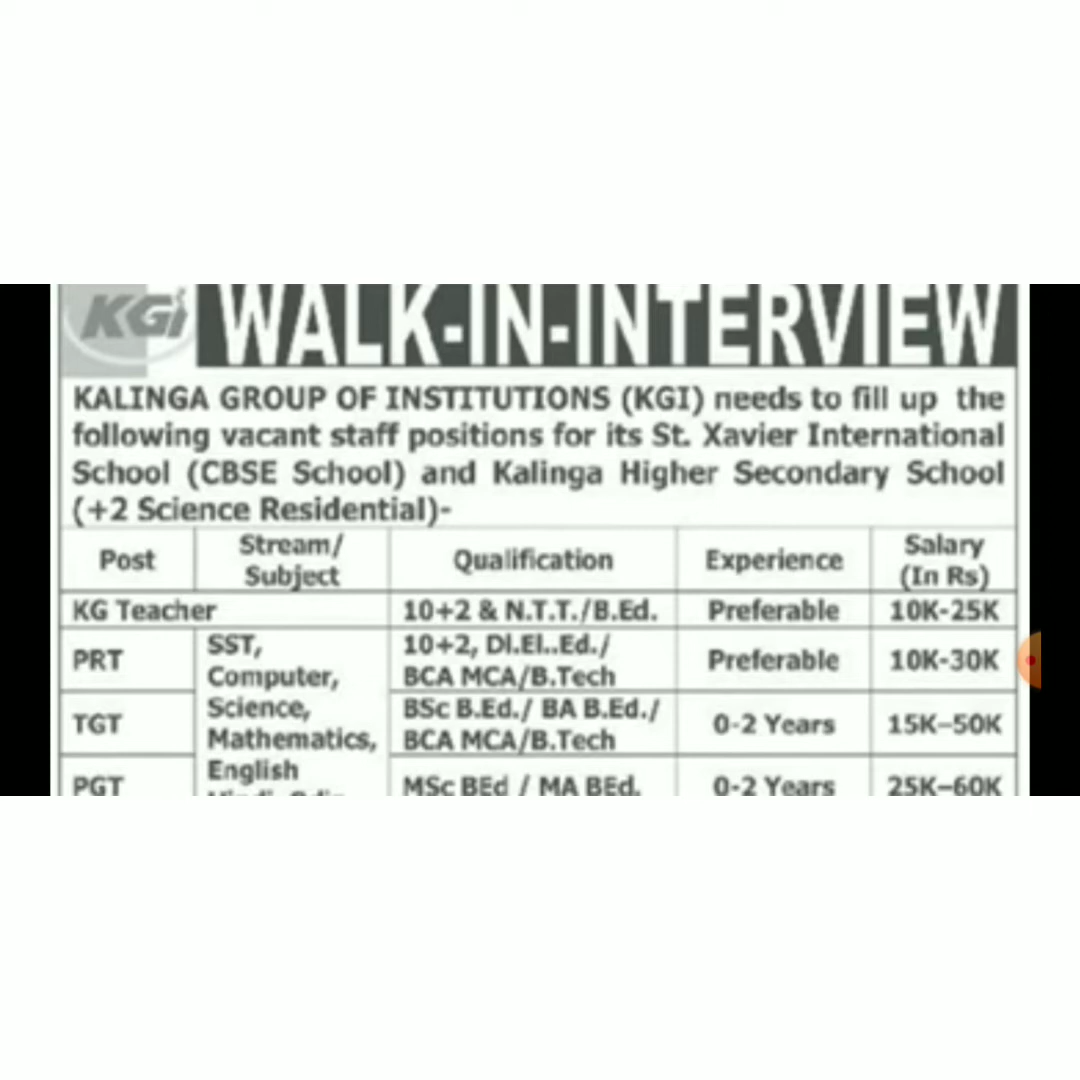 KGi WALK-IN-INTERVIEW
KALINGA GROUP OF INSTITUTIONS (KGI) needs to fill up the
following vacant staff positions for its St. Xavier International
School (CBSE School) and Kalinga Higher Secondary School
(+2 Science Residential)-
Post Stream/ Subject Qualification Experience Salary (In Rs)
KG Teacher 10+2 & N.T.T./B.Ed. Preferable 10K-25K
PRT SST, Computer, 10+2, Dl.El..Ed./ BCA MCA/B.Tech Preferable 10K-30K
TGT Science, Mathematics, BSc B.Ed./ BA B.Ed./ BCA MCA/B.Tech 0-2 Years 15K–50K
PGT English MSc BEd / MA BEd. 0-2 Years 25K–60K